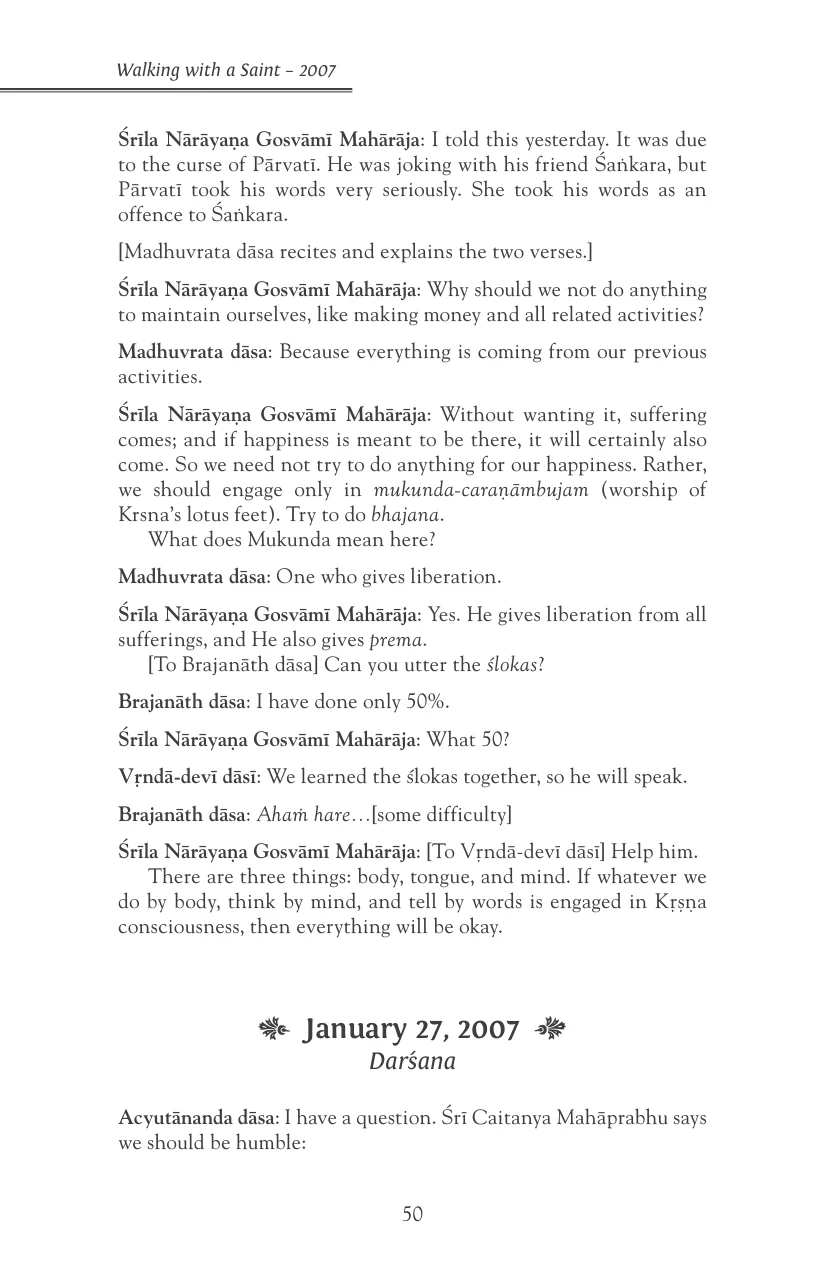 Walking with a Saint – 2007
Śrīla Nārāyaṇa Gosvāmī Mahārāja: I told this yesterday. It was due
to the curse of Pārvatī. He was joking with his friend Śaṅkara, but
Pārvatī took his words very seriously. She took his words as an
offence to Śaṅkara.
[Madhuvrata dāsa recites and explains the two verses.]
Śrīla Nārāyaṇa Gosvāmī Mahārāja: Why should we not do anything
to maintain ourselves, like making money and all related activities?
Madhuvrata dāsa: Because everything is coming from our previous
activities.
Śrīla Nārāyaṇa Gosvāmī Mahārāja: Without wanting it, suffering
comes; and if happiness is meant to be there, it will certainly also
come. So we need not try to do anything for our happiness. Rather,
we should engage only in mukunda-caraṇāmbujam (worship of
Krsna's lotus feet). Try to do bhajana.
What does Mukunda mean here?
Madhuvrata dāsa: One who gives liberation.
Śrīla Nārāyaṇa Gosvāmī Mahārāja: Yes. He gives liberation from all
sufferings, and He also gives prema.
[To Brajanāth dāsa] Can you utter the ślokas?
Brajanāth dāsa: I have done only 50%.
Śrīla Nārāyaṇa Gosvāmī Mahārāja: What 50?
Vṛndā-devī dāsī: We learned the ślokas together, so he will speak.
Brajanāth dāsa: Ahaṁ hare…[some difficulty]
Śrīla Nārāyaṇa Gosvāmī Mahārāja: [To Vṛndā-devī dāsī] Help him.
There are three things: body, tongue, and mind. If whatever we
do by body, think by mind, and tell by words is engaged in Kṛṣṇa
consciousness, then everything will be okay.
January 27, 2007
Darśana
Acyutānanda dāsa: I have a question. Śrī Caitanya Mahāprabhu says
we should be humble:
50